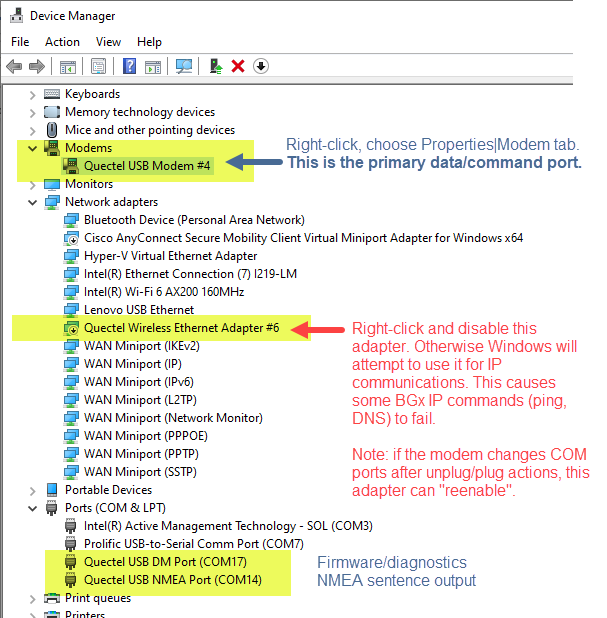 Device Manager
File Action View Help
Keyboards
Memory technology devices
Mice and other pointing devices
Modems
Right-click, choose Properties|Modem tab.
Quectel USB Modem #4
This is the primary data/command port.
Monitors
Network adapters
Bluetooth Device (Personal Area Network)
Cisco AnyConnect Secure Mobility Client Virtual Miniport Adapter for Windows x64
Hyper-V Virtual Ethernet Adapter
Intel(R) Ethernet Connection (7) I219-LM
Intel(R) Wi-Fi 6 AX200 160MHz
Lenovo USB Ethernet
Quectel Wireless Ethernet Adapter #6
WAN Miniport (IKEv2)
WAN Miniport (IP)
WAN Miniport (IPv6)
WAN Miniport (L2TP)
WAN Miniport (Network Monitor)
WAN Miniport (PPPOE)
WAN Miniport (PPTP)
WAN Miniport (SSTP)
Right-click and disable this
adapter. Otherwise Windows will
attempt to use it for IP
communications. This causes
some BGx IP commands (ping,
DNS) to fail.
Note: if the modem changes COM
ports after unplug/plug actions, this
adapter can "reenable".
Portable Devices
Ports (COM & LPT)
Intel(R) Active Management Technology - SOL (COM3)
Prolific USB-to-Serial Comm Port (COM7)
Quectel USB DM Port (COM17)
Quectel USB NMEA Port (COM14)
Firmware/diagnostics
NMEA sentence output
Print queues
Printers